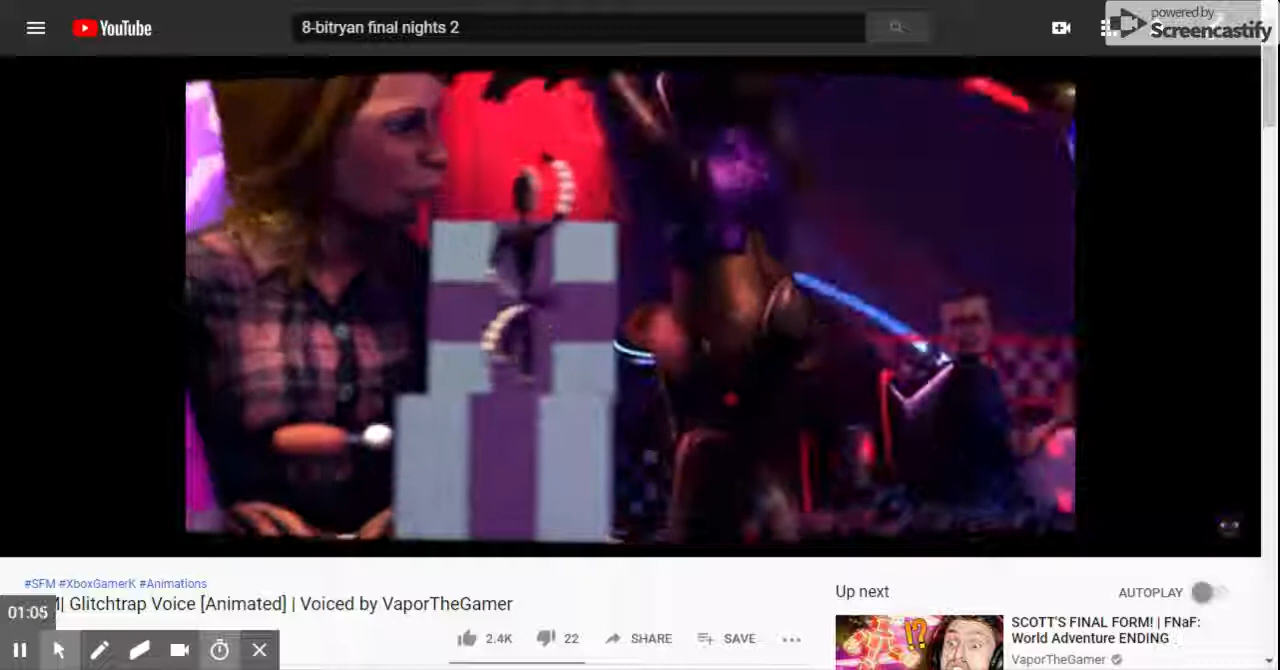 YouTube
8-bitryan final nights 2
powered by
Screencastify
#SFM #XboxGamerK #Animations
| Glitchtrap Voice [Animated] | Voiced by VaporTheGamer
01:05
2.4K
22
SHARE
SAVE
Up next
AUTOPLAY
!?
SCOTT'S FINAL FORM! | FNaF:
World Adventure ENDING
VaporTheGamer